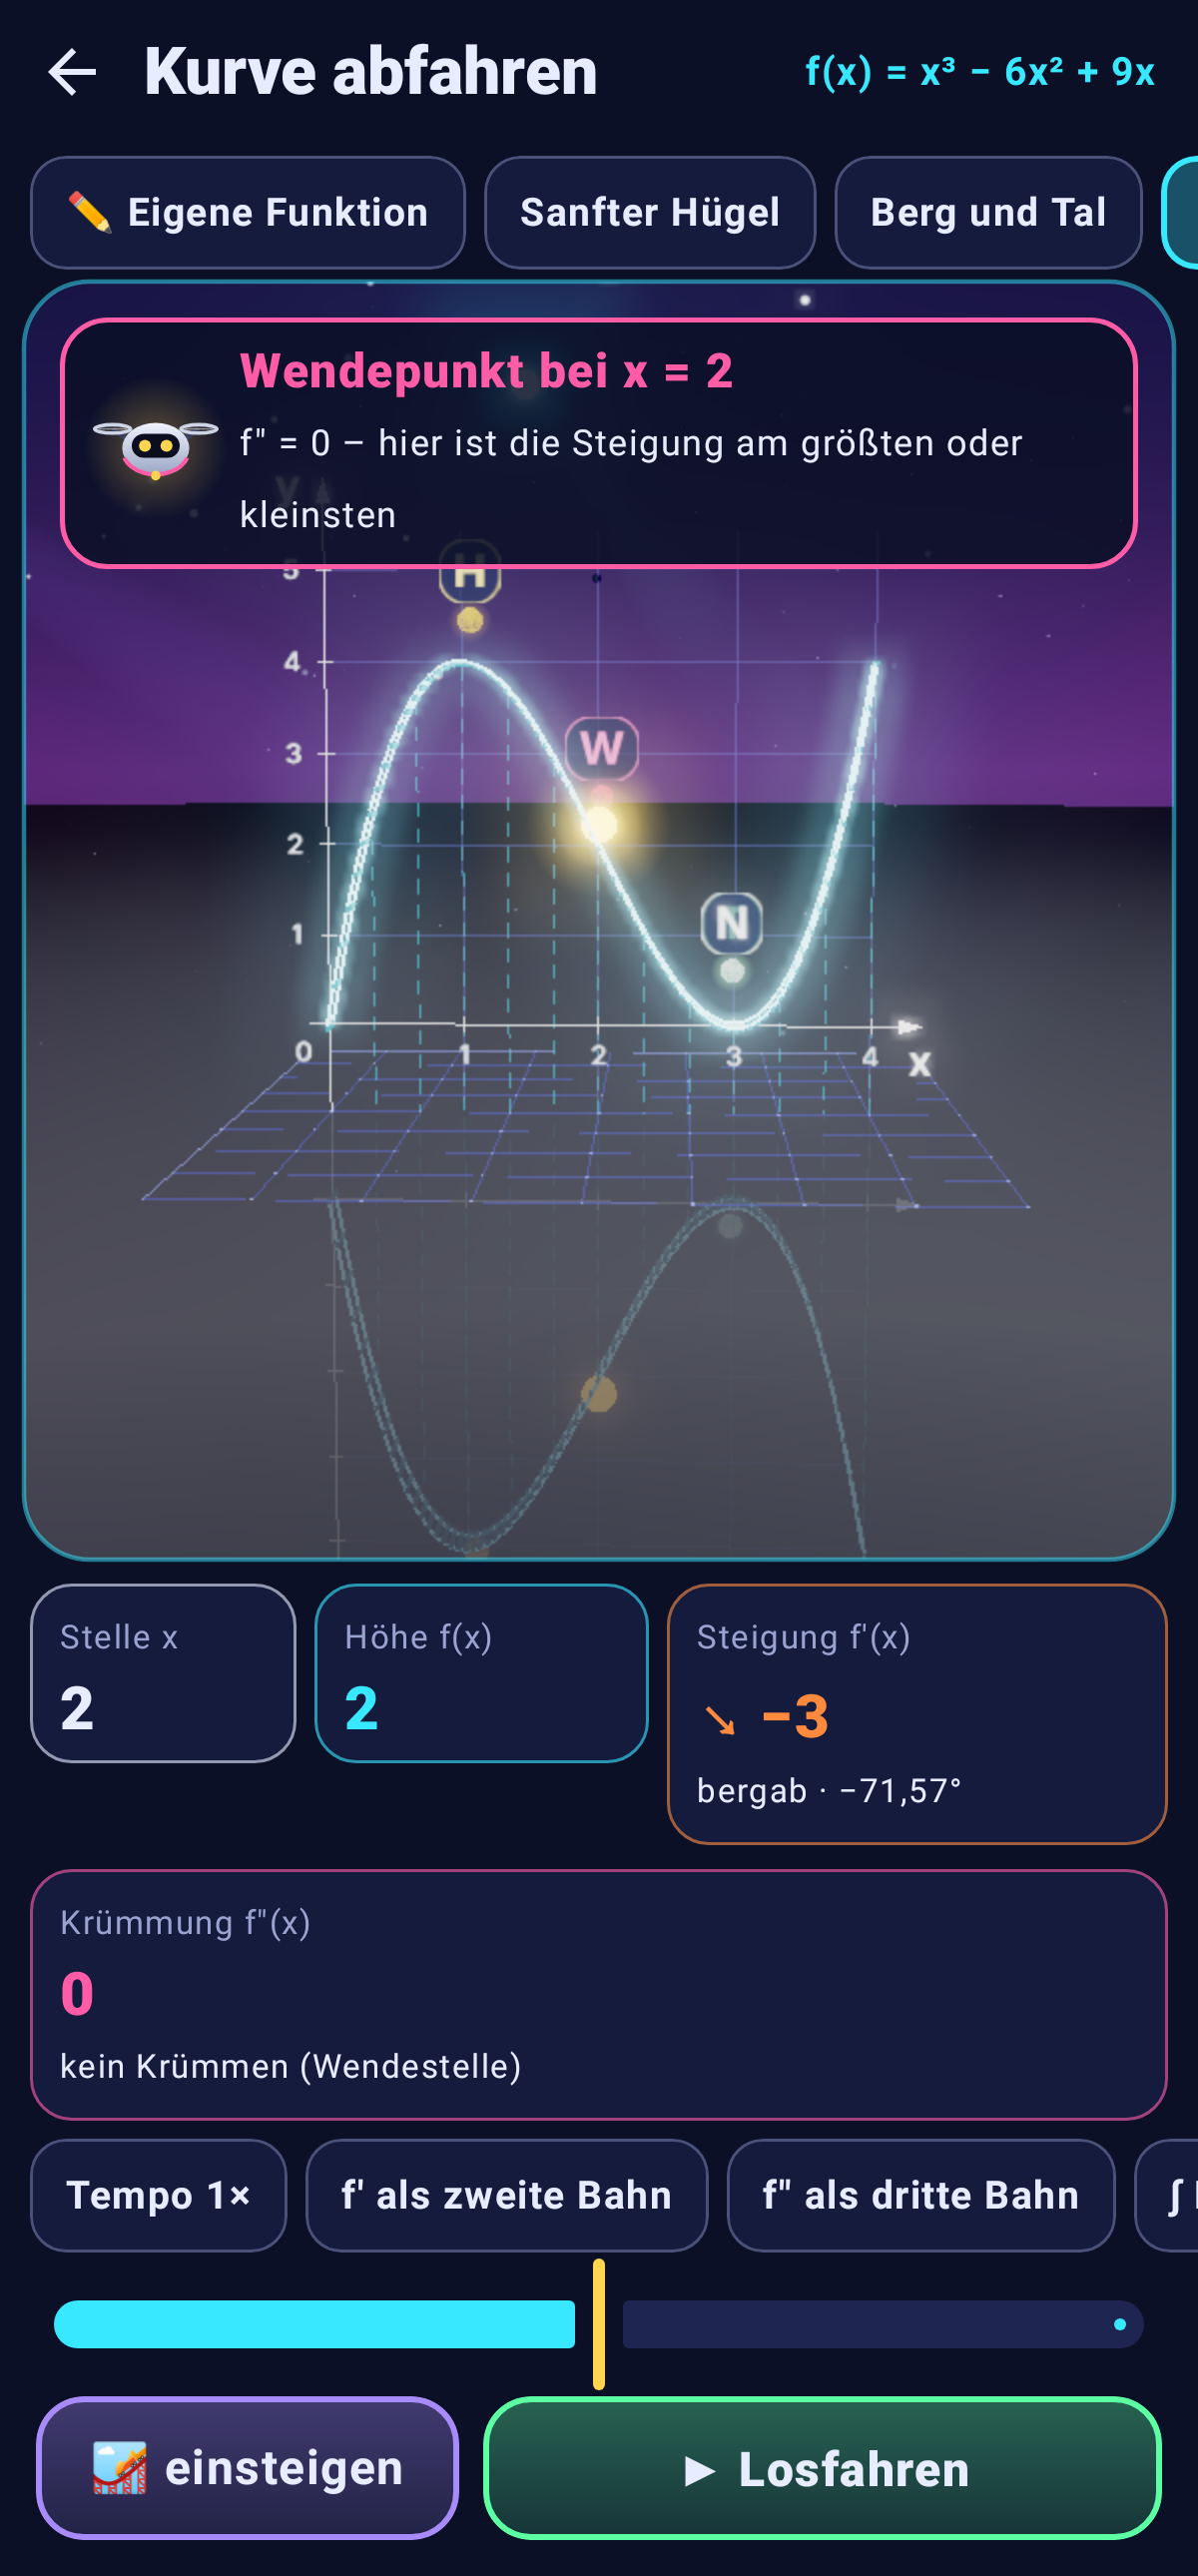 Kurve abfahren
f(x) = x³ − 6x² + 9x
✏️ Eigene Funktion
Sanfter Hügel
Berg und Tal
Wendepunkt bei x = 2
f" = 0 – hier ist die Steigung am größten oder
kleinsten
y
5
H
4
3
W
2
N
1
0
1
2
3
4
x
Stelle x
2
Höhe f(x)
2
Steigung f'(x)
↘ −3
bergab · −71,57°
Krümmung f"(x)
0
kein Krümmen (Wendestelle)
Tempo 1×
f' als zweite Bahn
f" als dritte Bahn
∫
🎢 einsteigen
► Losfahren